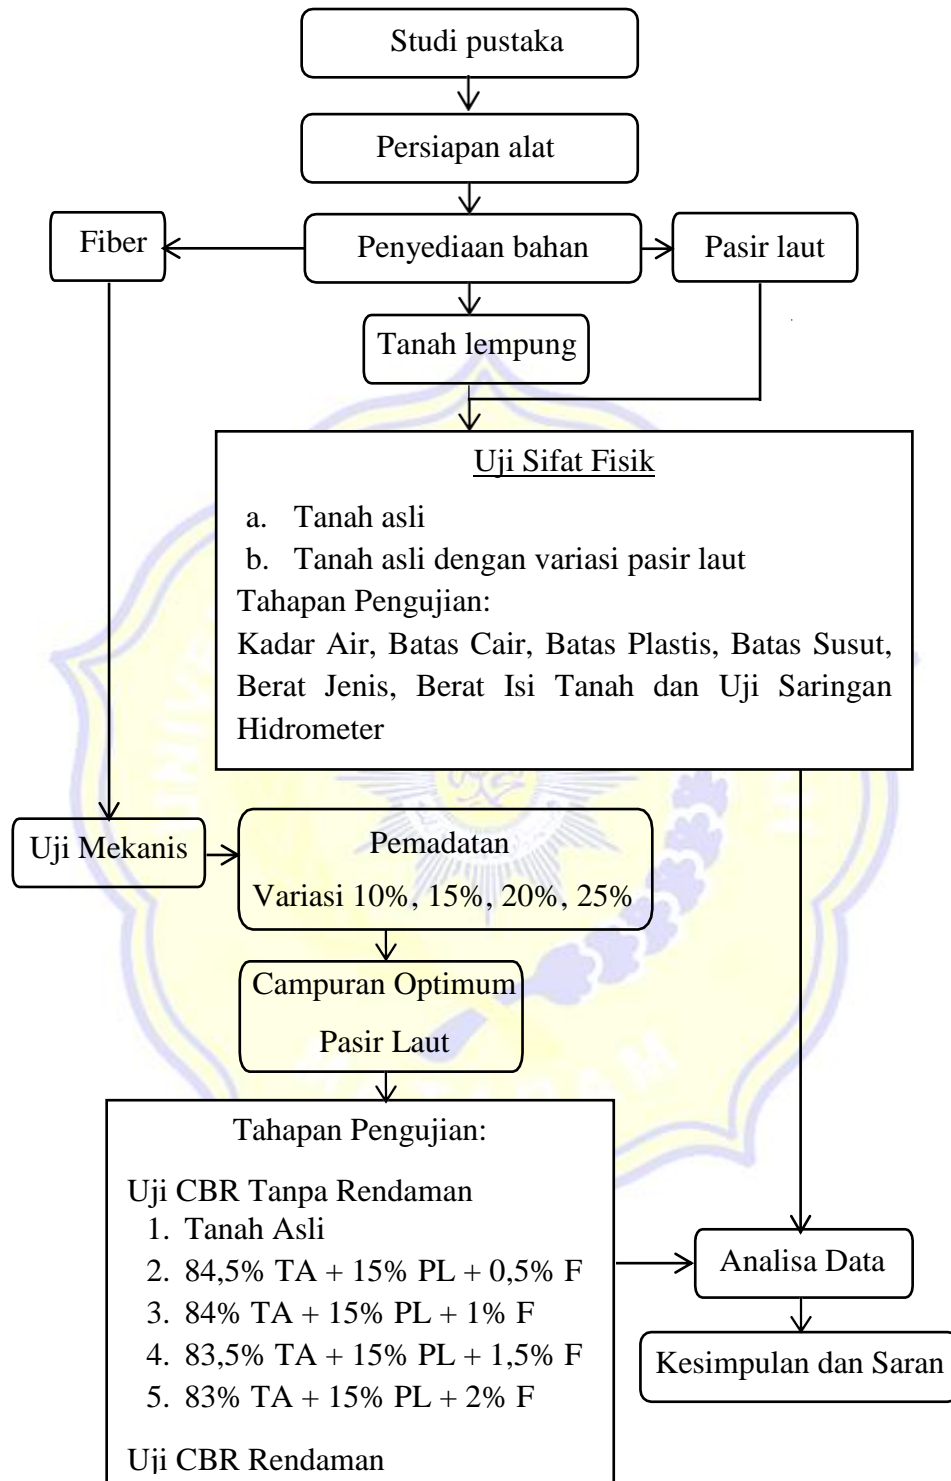 Studi pustaka
Persiapan alat
Fiber
Penyediaan bahan
Pasir laut
Tanah lempung
Uji Sifat Fisik
a. Tanah asli
b. Tanah asli dengan variasi pasir laut
Tahapan Pengujian:
Kadar Air, Batas Cair, Batas Plastis, Batas Susut,
Berat Jenis, Berat Isi Tanah dan Uji Saringan
Hidrometer
Uji Mekanis
Pemadatan
Variasi 10%, 15%, 20%, 25%
Campuran Optimum
Pasir Laut
Tahapan Pengujian:
Uji CBR Tanpa Rendaman
1. Tanah Asli
2. 84,5% TA + 15% PL + 0,5% F
3. 84% TA + 15% PL + 1% F
4. 83,5% TA + 15% PL + 1,5% F
5. 83% TA + 15% PL + 2% F
Uji CBR Rendaman
Analisa Data
Kesimpulan dan Saran